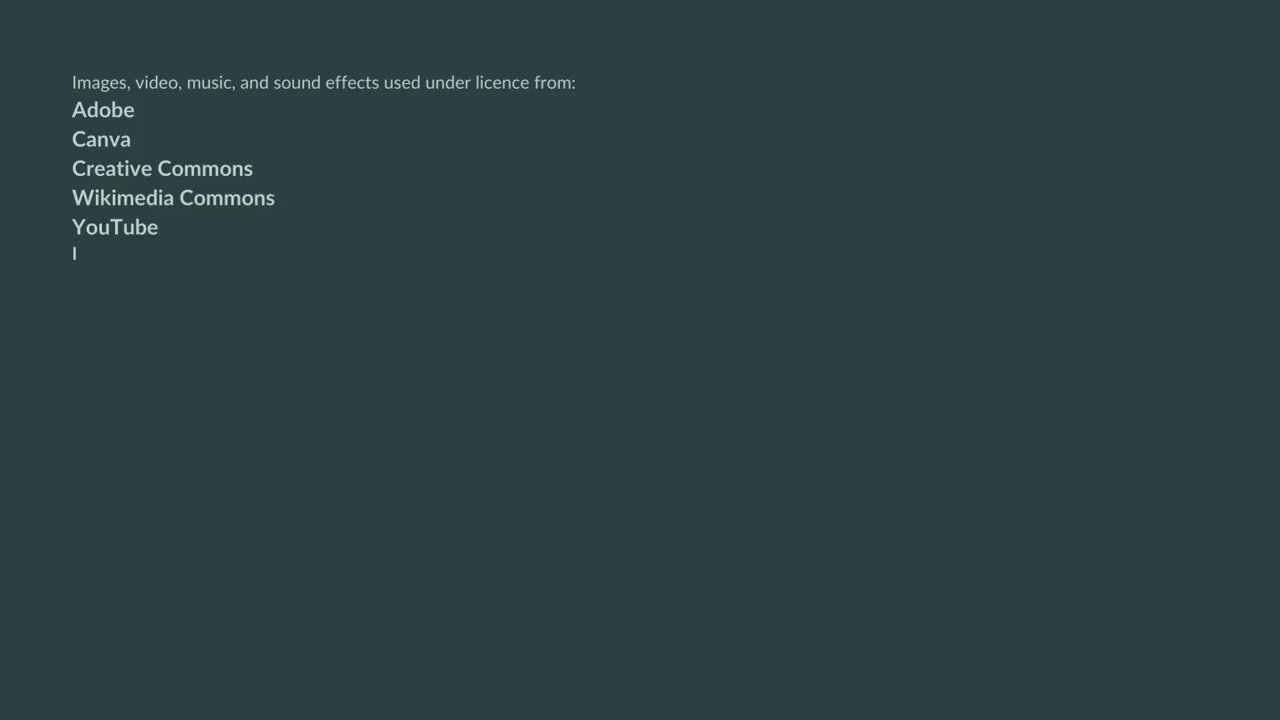 Images, video, music, and sound effects used under licence from:
Adobe
Canva
Creative Commons
Wikimedia Commons
YouTube
I